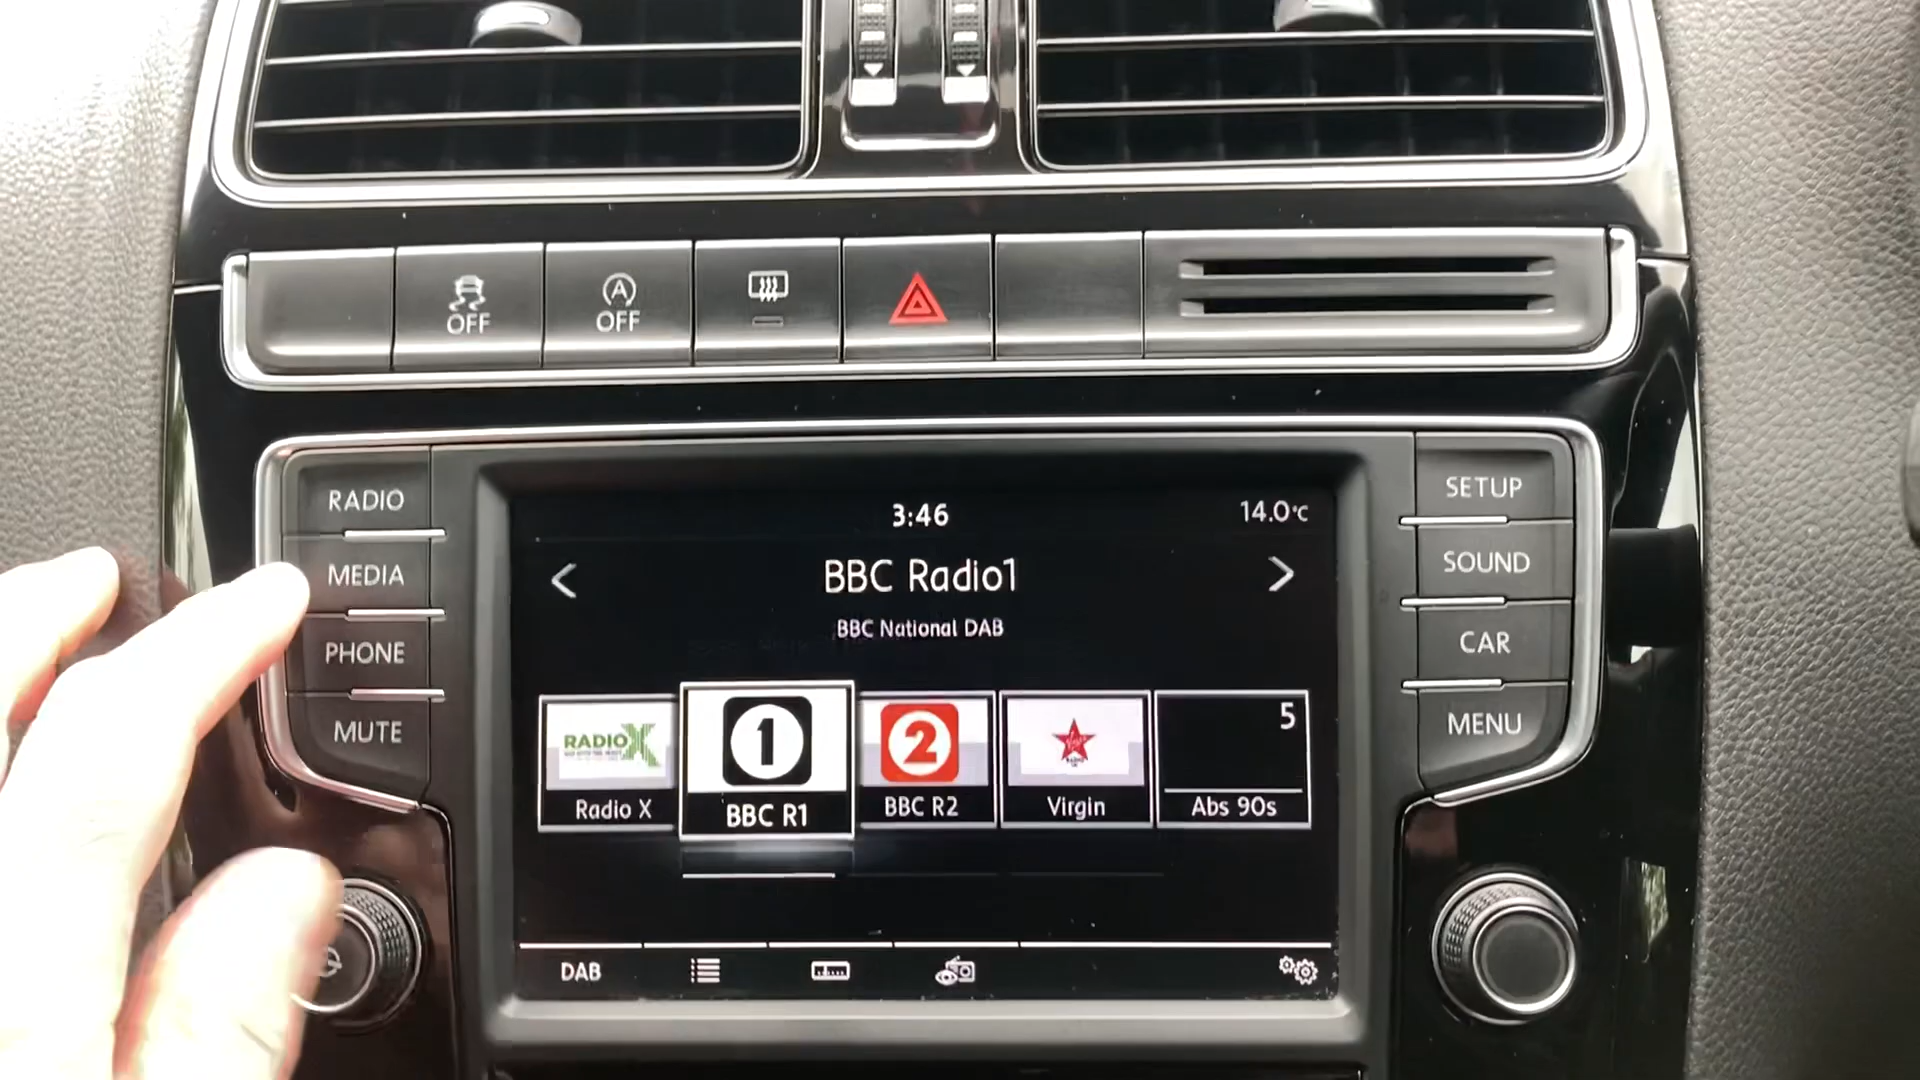 OFF
A
OFF
RADIO
MEDIA
PHONE
MUTE
SETUP
SOUND
CAR
MENU
3:46
14.0°C
< BBC Radio1 >
BBC National DAB
RADIO X
1
2
5
Radio X
BBC R1
BBC R2
Virgin
Abs 90s
DAB